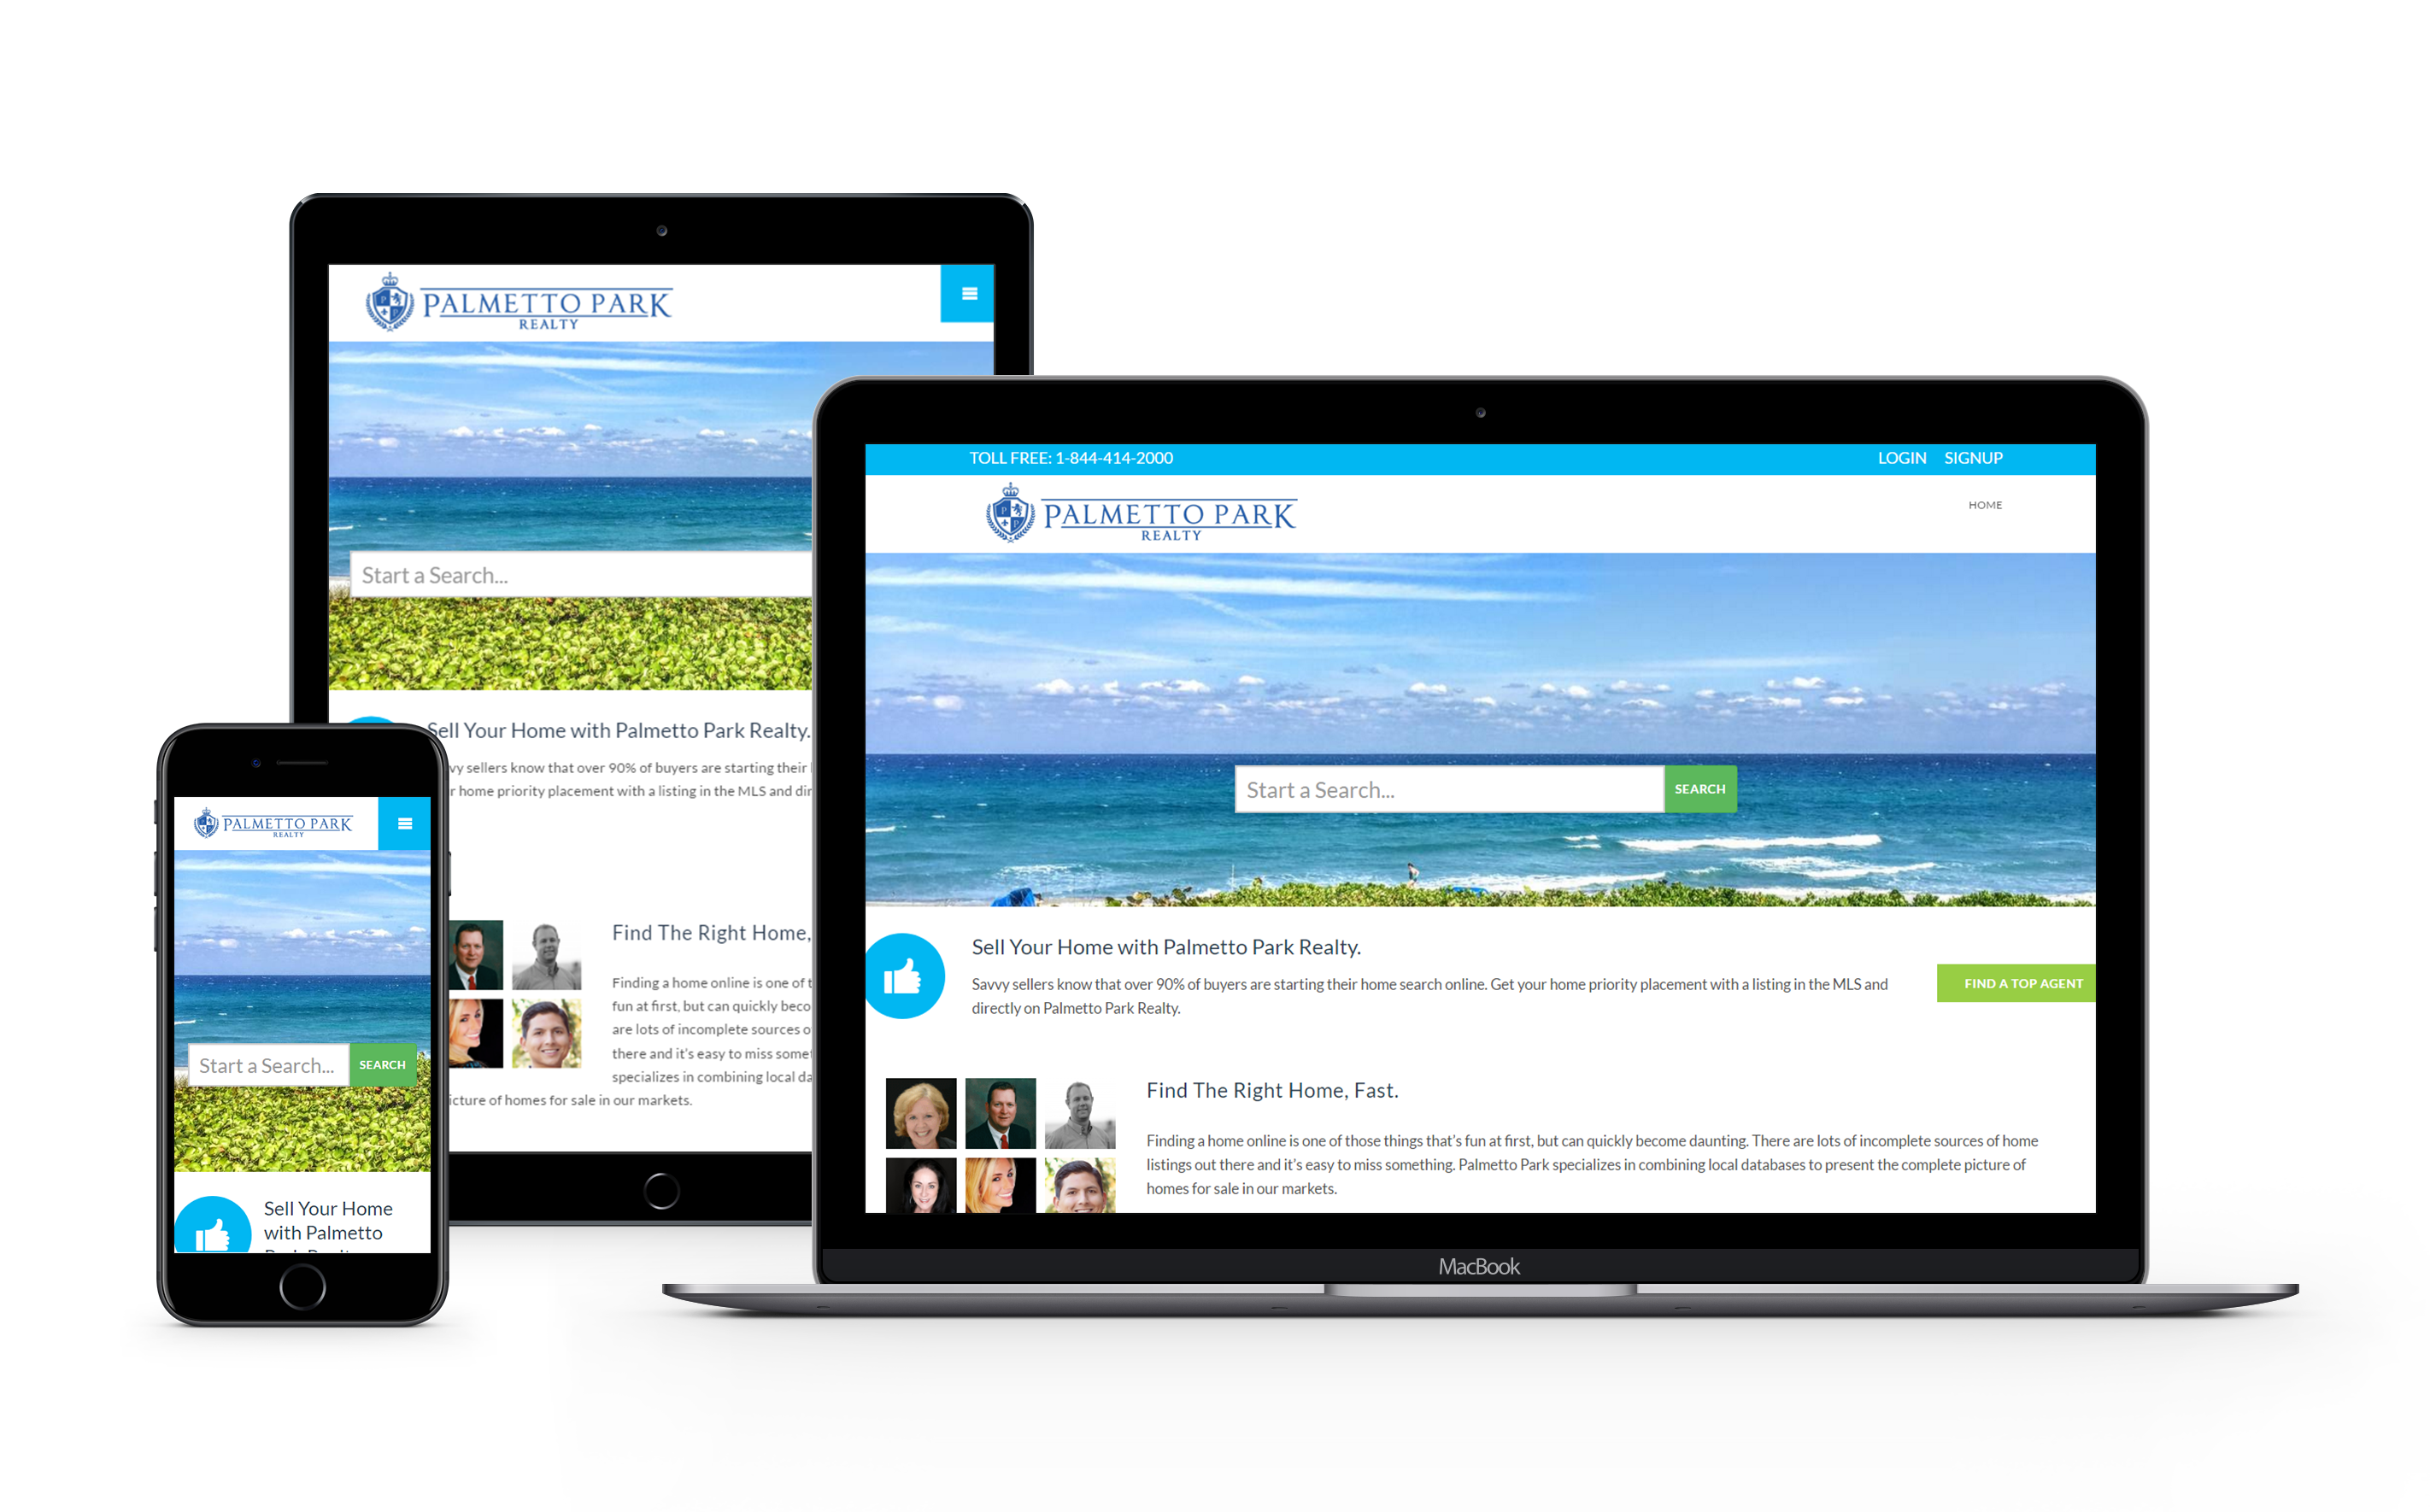 PALMETTO PARK
REALTY
Start a Search...
Sell Your Home with Palmetto Park Realty.
vy sellers know that over 90% of buyers are starting their
r home priority placement with a listing in the MLS and dir
Find The Right Home,
Finding a home online is one of t
fun at first, but can quickly beco
are lots of incomplete sources o
there and it's easy to miss somet
specializes in combining local da
icture of homes for sale in our markets.
PALMETTO PARK
REALTY
Start a Search...
SEARCH
Sell Your Home
with Palmetto
TOLL FREE: 1-844-414-2000
LOGIN SIGNUP
PALMETTO PARK
REALTY
HOME
Start a Search...
SEARCH
Sell Your Home with Palmetto Park Realty.
Savvy sellers know that over 90% of buyers are starting their home search online. Get your home priority placement with a listing in the MLS and
directly on Palmetto Park Realty.
FIND A TOP AGENT
Find The Right Home, Fast.
Finding a home online is one of those things that's fun at first, but can quickly become daunting. There are lots of incomplete sources of home
listings out there and it's easy to miss something. Palmetto Park specializes in combining local databases to present the complete picture of
homes for sale in our markets.
MacBook